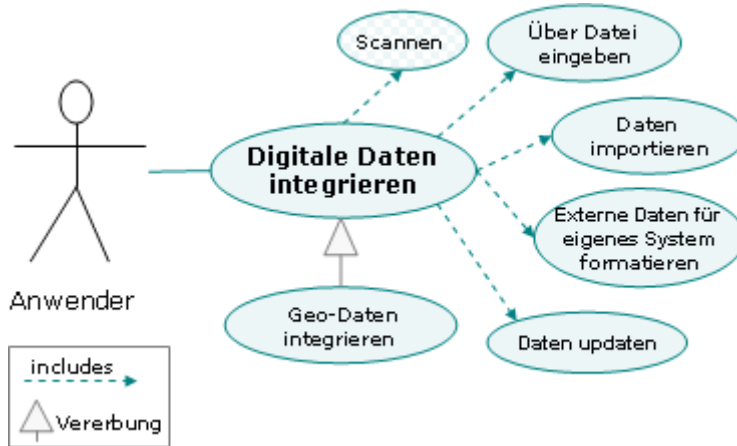 Scannen
Über Datei
eingeben
Daten
importieren
Digitale Daten
integrieren
Externe Daten für
eigenes System
formatieren
Anwender
Geo-Daten
integrieren
Daten updaten
includes
Vererbung